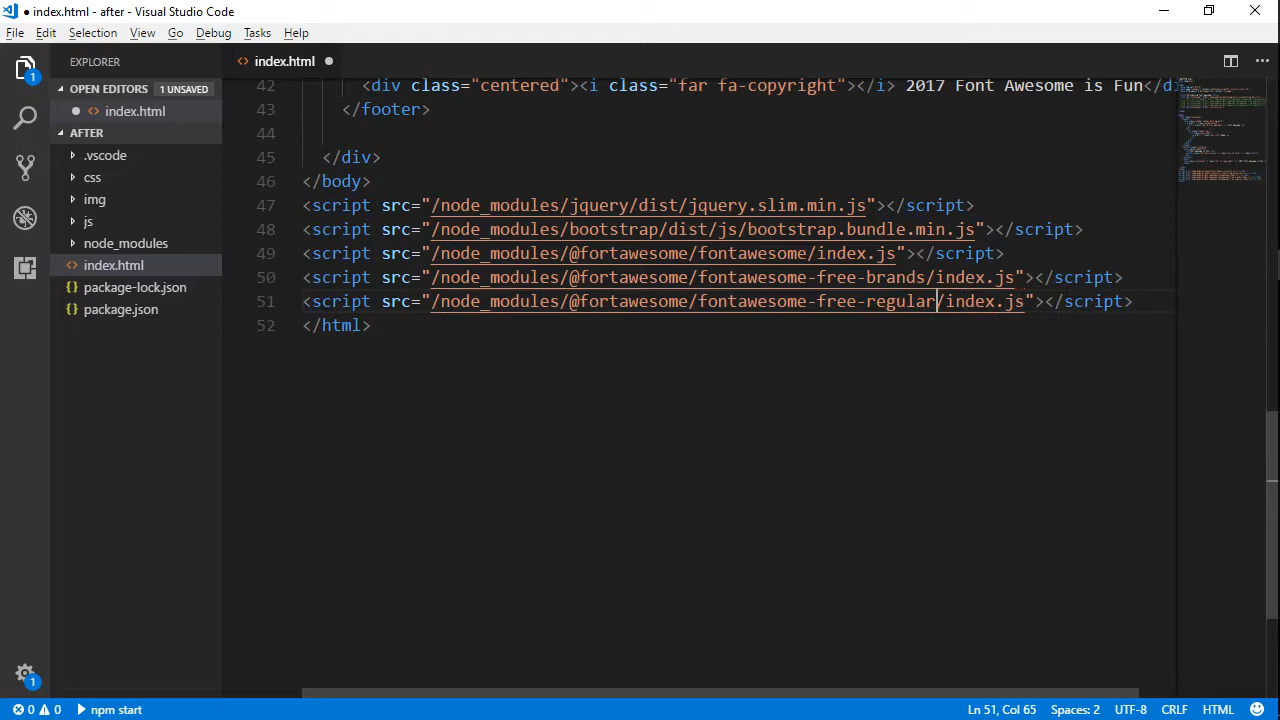 index.html - after - Visual Studio Code
File Edit Selection View Go Debug Tasks Help
EXPLORER
OPEN EDITORS 1 UNSAVED
index.html
AFTER
.vscode
css
img
js
node_modules
index.html
package-lock.json
package.json
1
1
index.html
42 <div class="centered"><i class="far fa-copyright"></i> 2017 Font Awesome is Fun</di
43 </footer>
44
45 </div>
46 </body>
47 <script src="/node_modules/jquery/dist/jquery.slim.min.js"></script>
48 <script src="/node_modules/bootstrap/dist/js/bootstrap.bundle.min.js"></script>
49 <script src="/node_modules/@fortawesome/fontawesome/index.js"></script>
50 <script src="/node_modules/@fortawesome/fontawesome-free-brands/index.js"></script>
51 <script src="/node_modules/@fortawesome/fontawesome-free-regular/index.js"></script>
52 </html>
0 0 npm start Ln 51, Col 65 Spaces: 2 UTF-8 CRLF HTML